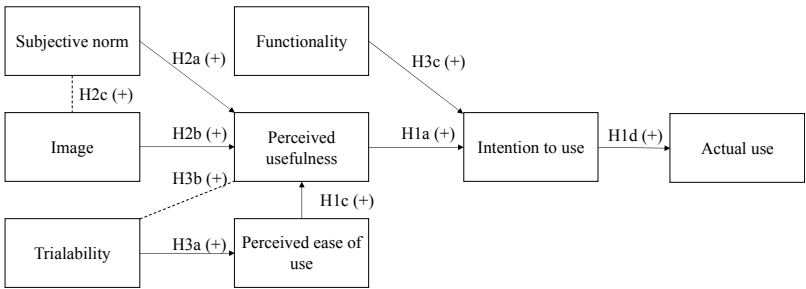 Subjective norm
Functionality
H2a (+)
H3c (+)
H2c (+)
Image
H2b (+)
Perceived
usefulness
H1a (+)
Intention to use
H1d (+)
Actual use
H3b (+)
H1c (+)
Trialability
H3a (+)
Perceived ease of
use